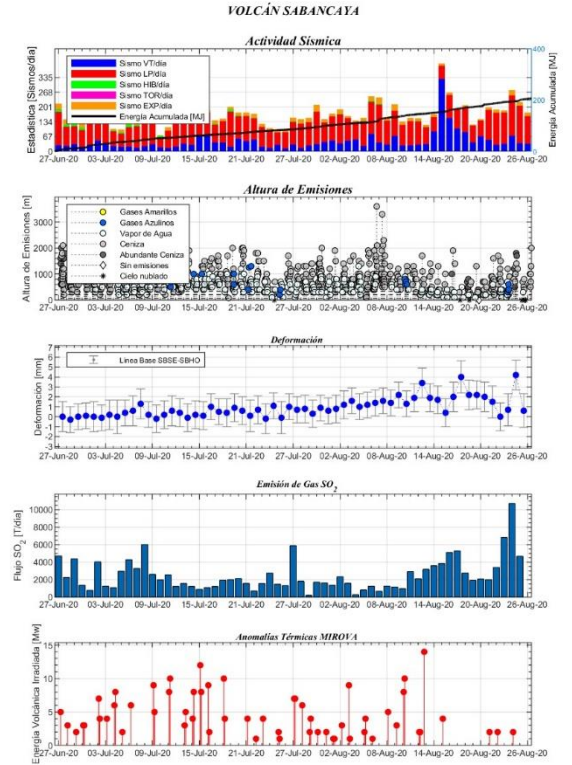 VOLCÁN SABANCAYA
Actividad Sísmica
Sismo VT/día
Sismo LP/día
Sismo HIB/día
Sismo TOR/día
Sismo EXP/día
Energia Acumulada [MJ]
Estadística [Sismos/día]
335
268
201
134
67
0
400
200
0
Energía Acumulada [MJ]
27-Jun-20 03-Jul-20 09-Jul-20 15-Jul-20 21-Jul-20 27-Jul-20 02-Aug-20 08-Aug-20 14-Aug-20 20-Aug-20 26-Aug-20
Altura de Emisiones
Gases Amarillos
Gases Azulinos
Vapor de Agua
Ceniza
Abundante Ceniza
Sin emisiones
Cielo nublado
Altura de Emisiones [m]
3000
2000
1000
0
27-Jun-20 03-Jul-20 09-Jul-20 15-Jul-20 21-Jul-20 27-Jul-20 02-Aug-20 08-Aug-20 14-Aug-20 20-Aug-20 26-Aug-20
Deformación
Linea Base SBSE-SBHO
Deformación [mm]
7
6
5
4
3
2
1
0
-1
-2
-3
27-Jun-20 03-Jul-20 09-Jul-20 15-Jul-20 21-Jul-20 27-Jul-20 02-Aug-20 08-Aug-20 14-Aug-20 20-Aug-20 26-Aug-20
Emisión de Gas SO2
Flujo SO2 [T/día]
10000
8000
6000
4000
2000
0
27-Jun-20 03-Jul-20 09-Jul-20 15-Jul-20 21-Jul-20 27-Jul-20 02-Aug-20 08-Aug-20 14-Aug-20 20-Aug-20 26-Aug-20
Anomalías Térmicas MIROVA
Energía Volcánica Irradiada [Mw]
15
10
5
0
27-Jun-20 03-Jul-20 09-Jul-20 15-Jul-20 21-Jul-20 27-Jul-20 02-Aug-20 08-Aug-20 14-Aug-20 20-Aug-20 26-Aug-20